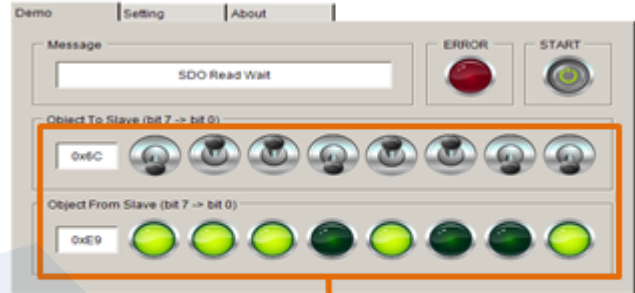 Demo Setting About
Message ERROR START
SDO Read Wait
Object To Slave (bit 7 -> bit 0)
0x6C
Object From Slave (bit 7 -> bit 0)
0xE9